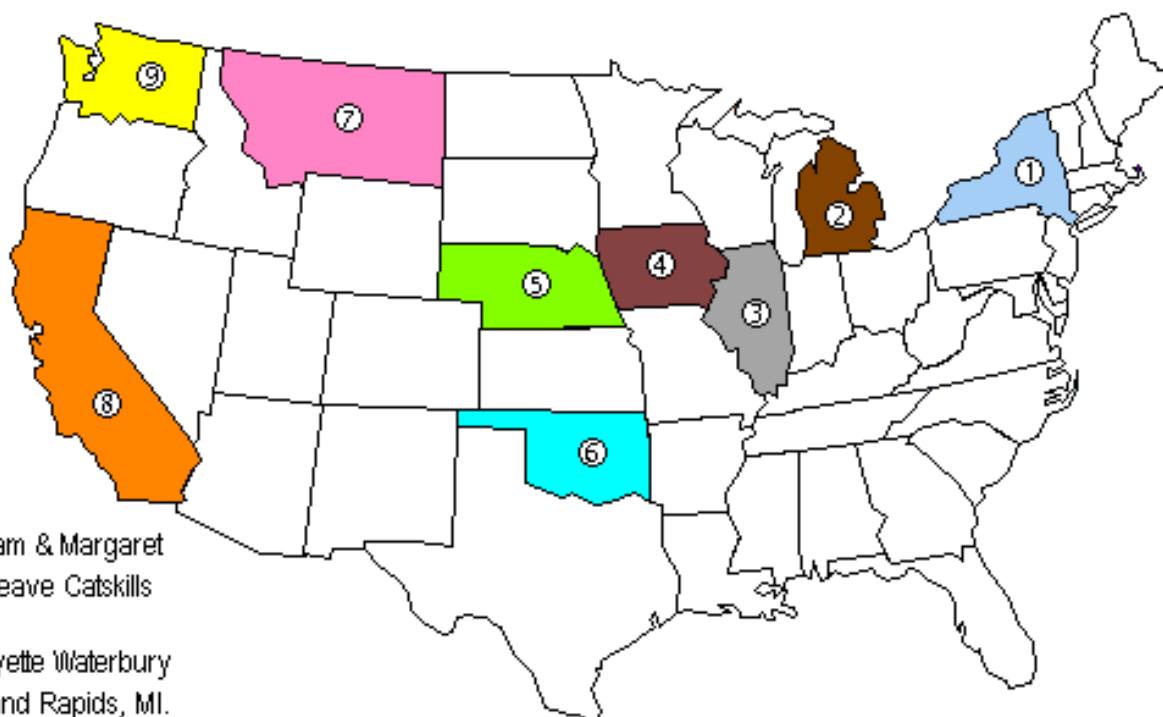 9
7
1
2
4
5
3
8
6
am & Margaret
eave Catskills
yette Waterbury
nd Rapids, MI.